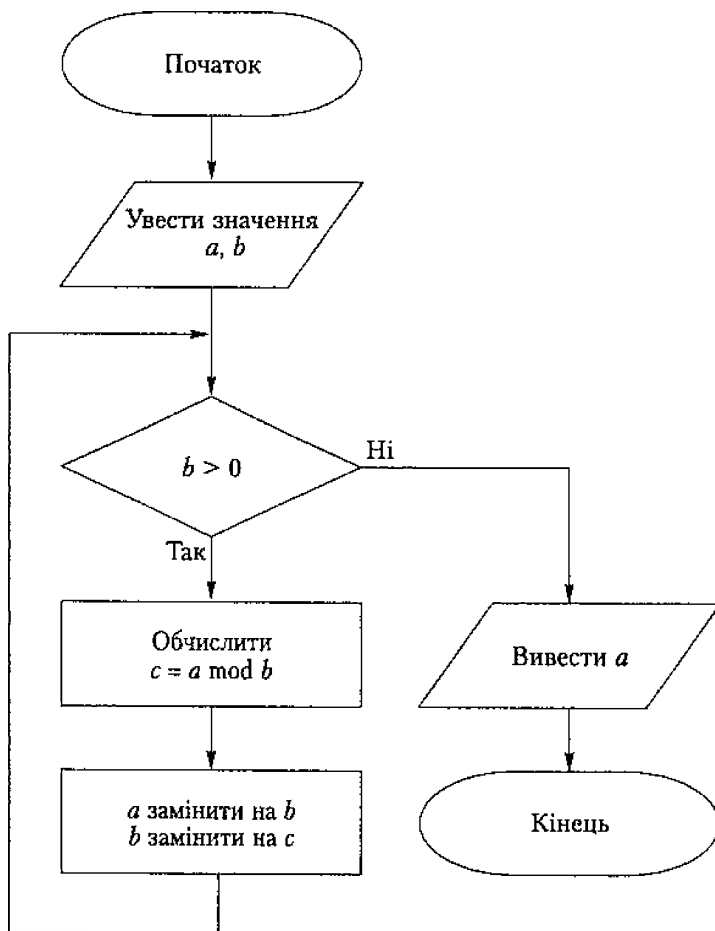 Початок
Увести значення
a, b
b > 0
Ні
Так
Обчислити
c = a mod b
Вивести a
a замінити на b
b замінити на c
Кінець